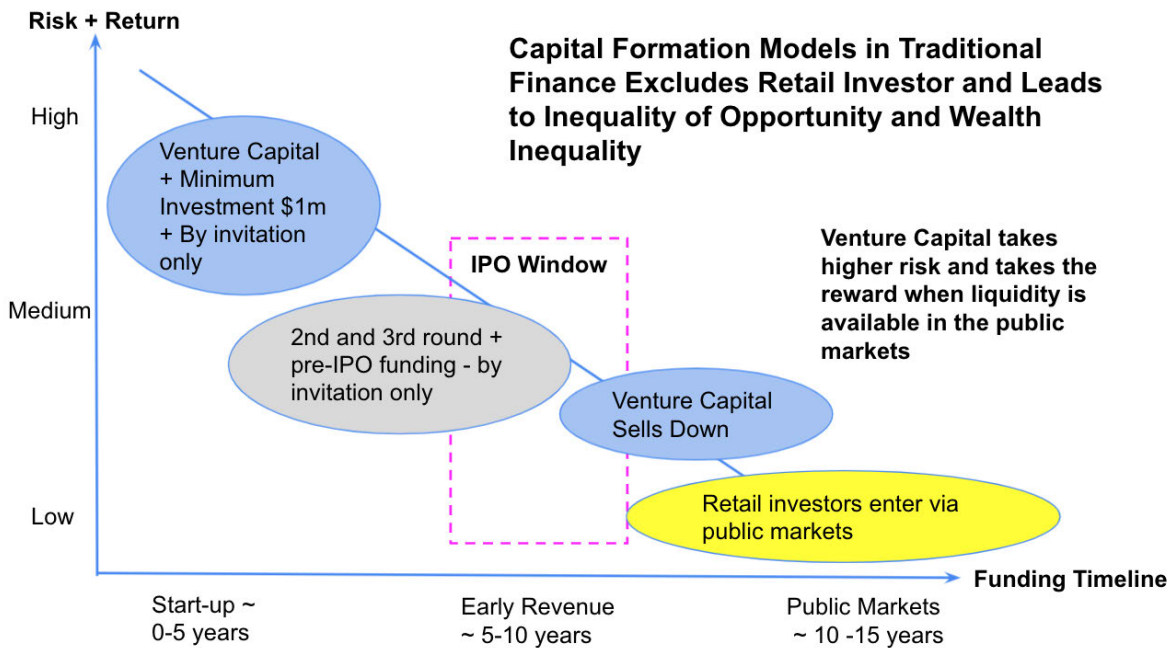 Risk + Return
Capital Formation Models in Traditional
Finance Excludes Retail Investor and Leads
to Inequality of Opportunity and Wealth
Inequality
High
Venture Capital
+ Minimum
Investment $1m
+ By invitation
only
IPO Window
Venture Capital takes
higher risk and takes the
reward when liquidity is
available in the public
markets
Medium
2nd and 3rd round +
pre-IPO funding - by
invitation only
Venture Capital
Sells Down
Low
Retail investors enter via
public markets
Funding Timeline
Start-up ~
0-5 years
Early Revenue
~ 5-10 years
Public Markets
~ 10 -15 years